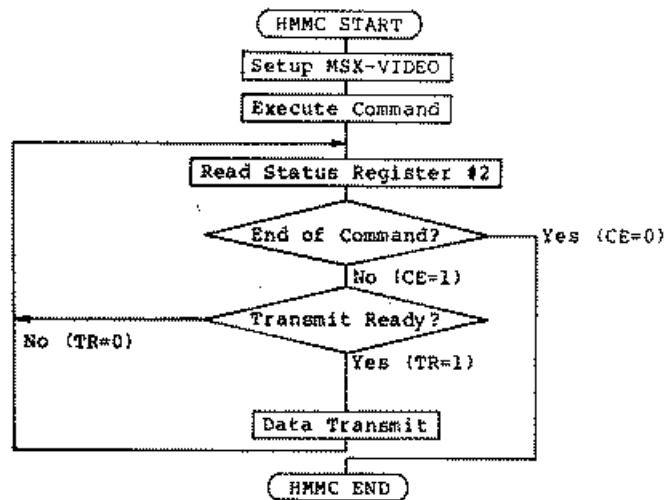 HMMC START
Setup MSX-VIDEO
Execute Command
Read Status Register #2
End of Command?
Yes (CE=0)
No (CE=1)
Transmit Ready?
No (TR=0)
Yes (TR=1)
Data Transmit
HMMC END